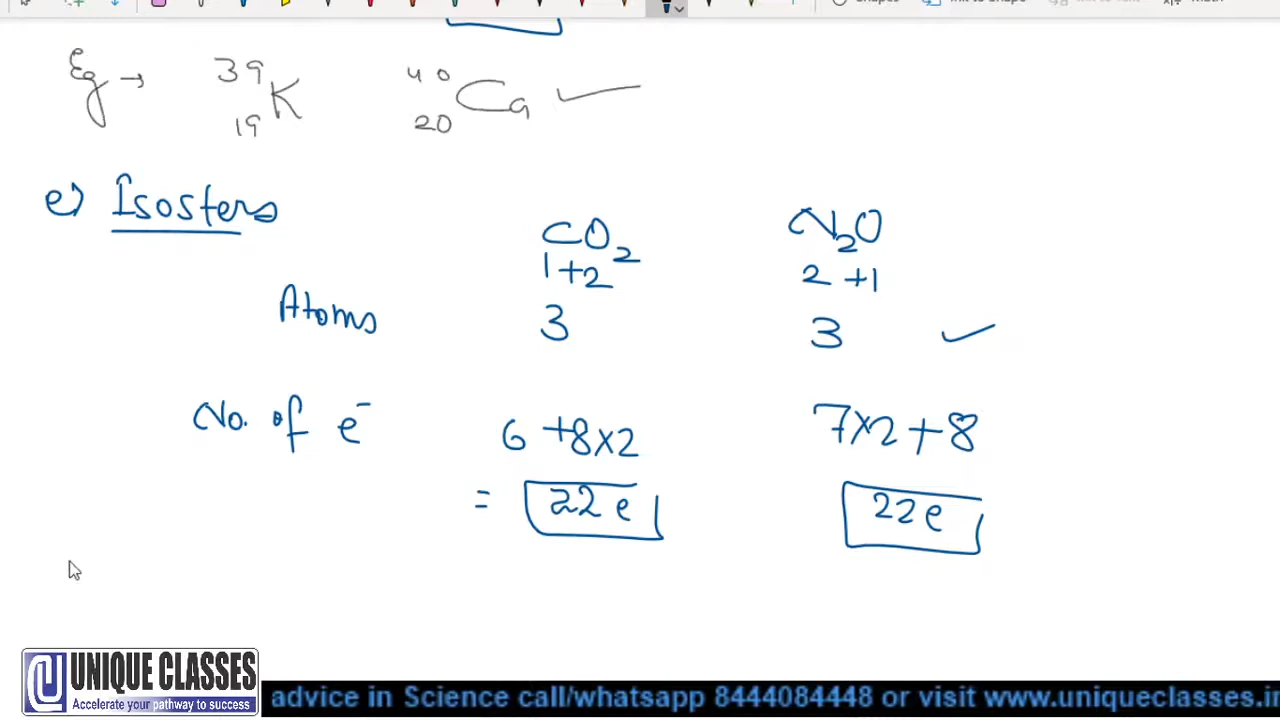 Eg → 39 K 19 40 Ca 20
e) Isosters
CO2 N2O
1+2 2+1
Atoms 3 3
No. of e- 6+8x2 7x2+8
= 22e 22e
UNIQUE CLASSES
Accelerate your pathway to success
advice in Science call/whatsapp 8444084448 or visit www.uniqueclasses.i